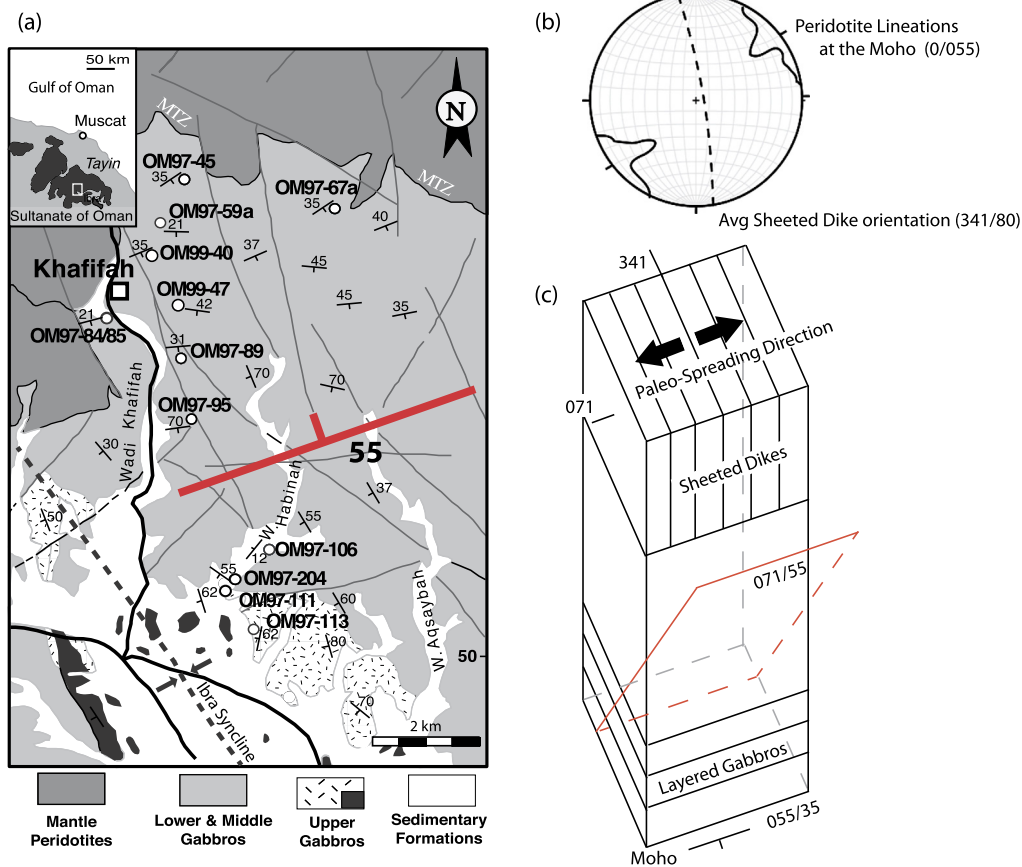 (a)
50 km
Gulf of Oman
Muscat
Tayin
Sultanate of Oman
N
MTZ
MTZ
OM97-45
35
OM97-67a
35
40
OM97-59a
21
35
OM99-40
37
45
Khafifah
OM99-47
42
45
35
21
OM97-84/85
31
OM97-89
70
70
OM97-95
70
55
30
Wadi Khafifah
W. Habinah
37
50
55
OM97-106
12
55
OM97-204
62
OM97-111
60
OM97-113
62
80
W. Aqsaybah
50
70
Ibra Syncline
2 km
Mantle
Peridotites
Lower & Middle
Gabbros
Upper
Gabbros
Sedimentary
Formations
(b)
Peridotite Lineations
at the Moho (0/055)
Avg Sheeted Dike orientation (341/80)
(c)
341
Paleo-Spreading Direction
071
Sheeted Dikes
071/55
Layered Gabbros
055/35
Moho